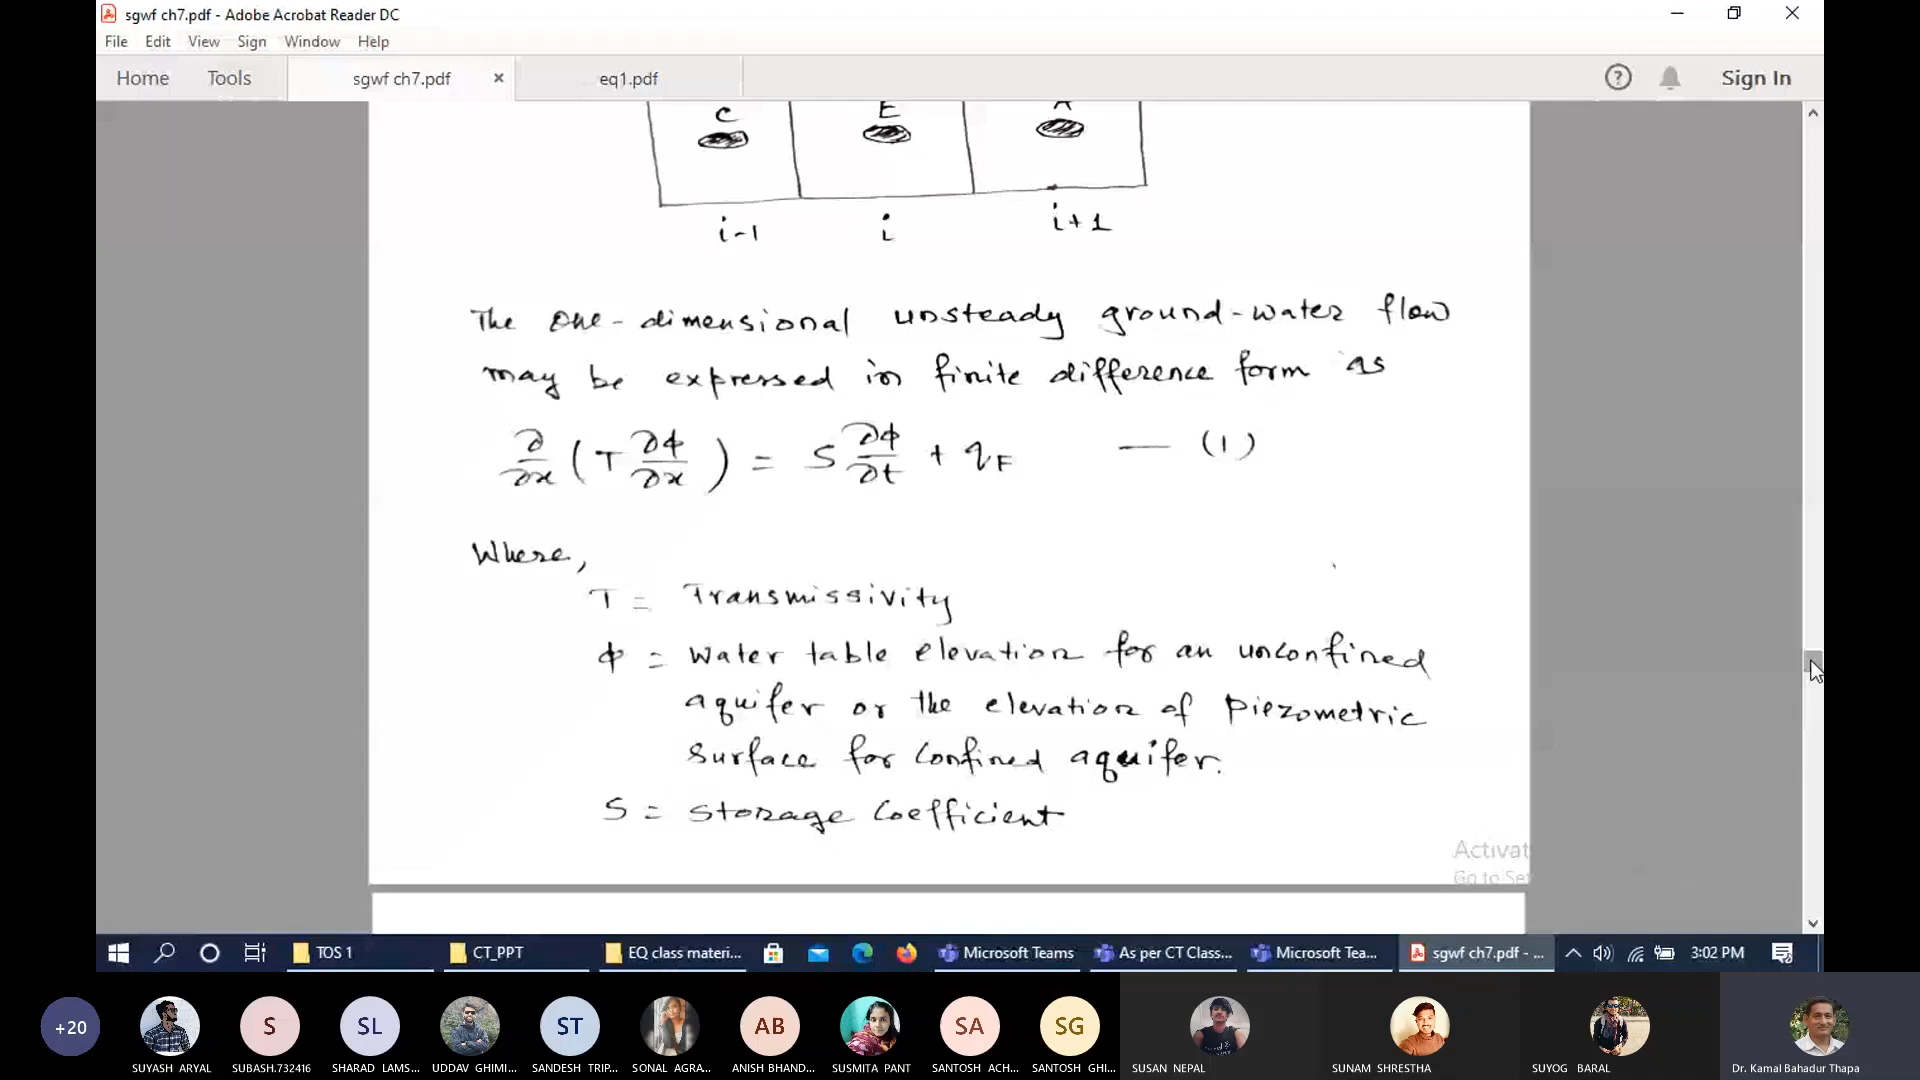 sgwf ch7.pdf - Adobe Acrobat Reader DC
File Edit View Sign Window Help
Home Tools sgwf ch7.pdf × eq1.pdf ? Sign In
C E A
i-1 i i+1
The one-dimensional unsteady ground-water flow
may be expressed in finite difference form as
∂/∂x (T ∂ϕ/∂x) = S ∂ϕ/∂t + qF — (1)
Where,
T = Transmissivity
ϕ = Water table elevation for an unconfined
aquifer or the elevation of Piezometric
Surface for confined aquifer.
S = Storage Coefficient
Activat
Go to Set
TOS 1 CT_PPT EQ class materi... Microsoft Teams As per CT Class... Microsoft Tea... sgwf ch7.pdf - ... 3:02 PM
+20 S SL ST AB SA SG
SUYASH ARYAL SUBASH.732416 SHARAD LAMS... UDDAV GHIMI... SANDESH TRIP... SONAL AGRA... ANISH BHAND... SUSMITA PANT SANTOSH ACH... SANTOSH GHI... SUSAN NEPAL SUNAM SHRESTHA SUYOG BARAL Dr. Kamal Bahadur Thapa